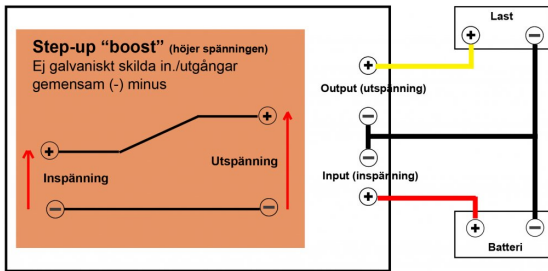 Step-up “boost” (höjer spänningen)
Ej galvaniskt skilda in./utgångar
gemensam (-) minus
Inspänning
Utspänning
Last
Output (utspänning)
Input (inspänning)
Batteri